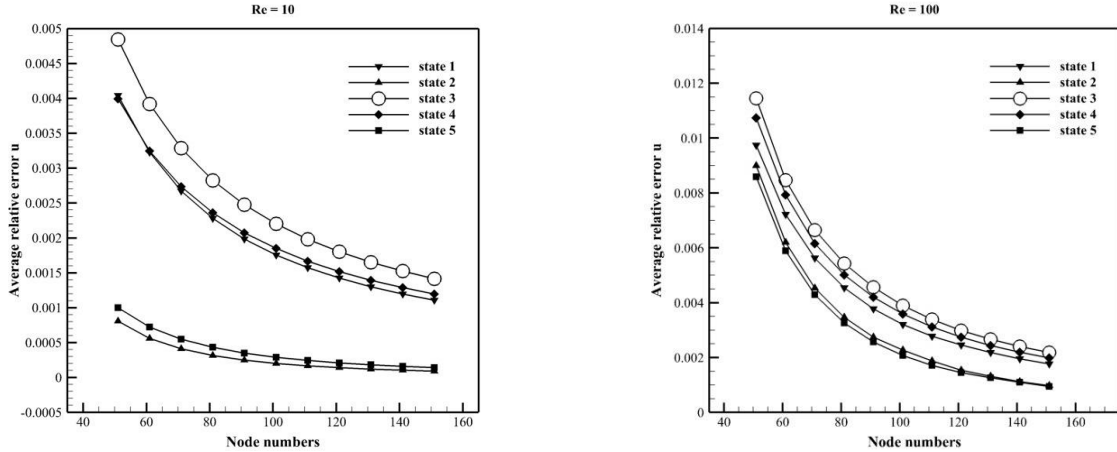 Re = 10
0.005
0.0045
0.004
0.0035
0.003
0.0025
0.002
0.0015
0.001
0.0005
0
-0.0005
40 60 80 100 120 140 160
Node numbers
Average relative error u
state 1
state 2
state 3
state 4
state 5
Re = 100
0.014
0.012
0.01
0.008
0.006
0.004
0.002
0
40 60 80 100 120 140 160
Node numbers
Average relative error u
state 1
state 2
state 3
state 4
state 5